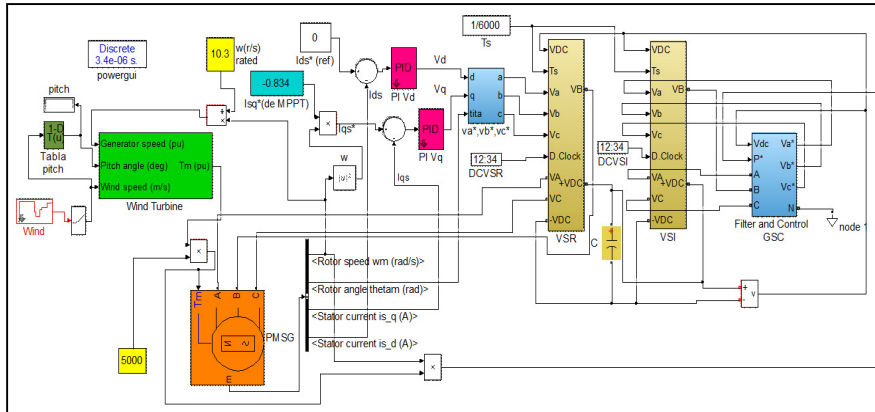 Discrete
3.4e-06 s.
powergui
pitch
1-D
T(u
Tabla
pitch
Wind
10.3
w(r/s)
rated
÷
×
Generator speed (pu)
Pitch angle (deg)
Wind speed (m/s)
Tm (pu)
Wind Turbine
0
Ids* (ref)
-0.834
Isq*(de MPPT)
Ids
Iqs*
×
w
|u|²
PID
PI Vd
Vd
Vq
PID
PI Vq
Iqs
d
q
tita
a
b
c
va*,vb*,vc*
1/6000
Ts
12:34
DCVSR
VDC
Ts
Va
Vb
Vc
D.Clock
VA
VC
-VDC
VB
+VDC
VSR
C
+
12:34
DCVSI
VDC
Ts
Va
Vb
Vc
D.Clock
VA
VC
-VDC
VB
+VDC
VSI
Vdc
P*
A
B
C
Va*
Vb*
Vc*
N
Filter and Control
GSC
node 1
+
-
v
×
5000
Tm
A
B
C
N
S
m
PMSG
<Rotor speed wm (rad/s)>
<Rotor angle thetam (rad)>
<Stator current is_q (A)>
<Stator current is_d (A)>
×